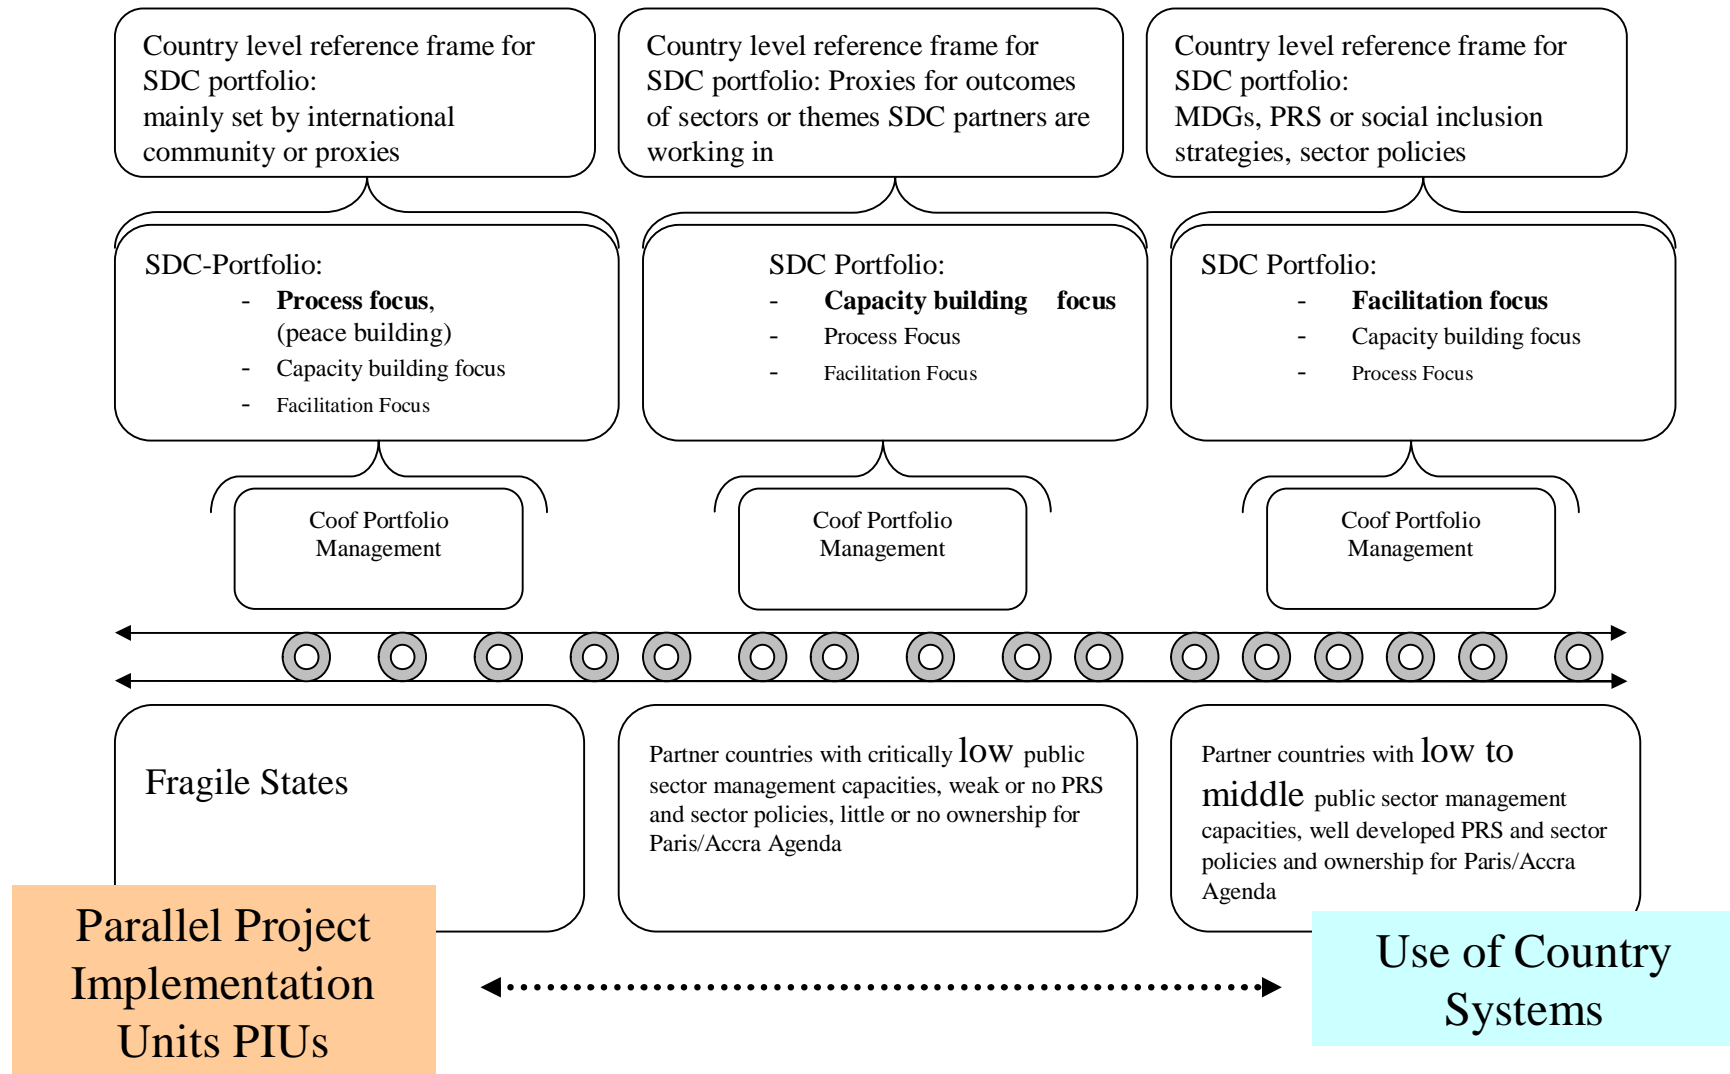 Country level reference frame for
SDC portfolio:
mainly set by international
community or proxies
Country level reference frame for
SDC portfolio: Proxies for outcomes
of sectors or themes SDC partners are
working in
Country level reference frame for
SDC portfolio:
MDGs, PRS or social inclusion
strategies, sector policies
SDC-Portfolio:
- Process focus,
(peace building)
- Capacity building focus
- Facilitation Focus
SDC Portfolio:
- Capacity building focus
- Process Focus
- Facilitation Focus
SDC Portfolio:
- Facilitation focus
- Capacity building focus
- Process Focus
Coof Portfolio
Management
Coof Portfolio
Management
Coof Portfolio
Management
Fragile States
Partner countries with critically low public
sector management capacities, weak or no PRS
and sector policies, little or no ownership for
Paris/Accra Agenda
Partner countries with low to
middle public sector management
capacities, well developed PRS and sector
policies and ownership for Paris/Accra
Agenda
Parallel Project
Implementation
Units PIUs
Use of Country
Systems